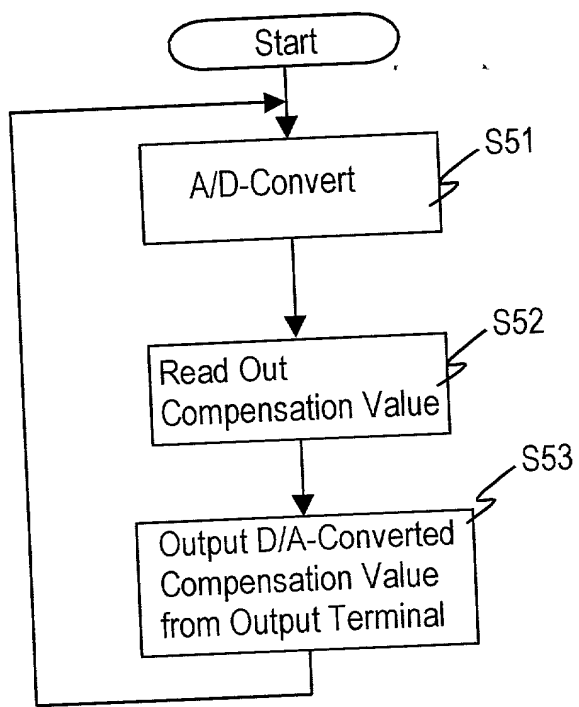 Start
A/D-Convert
S51
Read Out
Compensation Value
S52
Output D/A-Converted
Compensation Value
from Output Terminal
S53